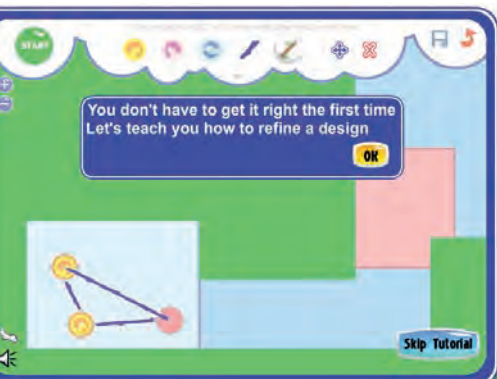 START
You don't have to get it right the first time
Let's teach you how to refine a design
OK
Skip Tutorial